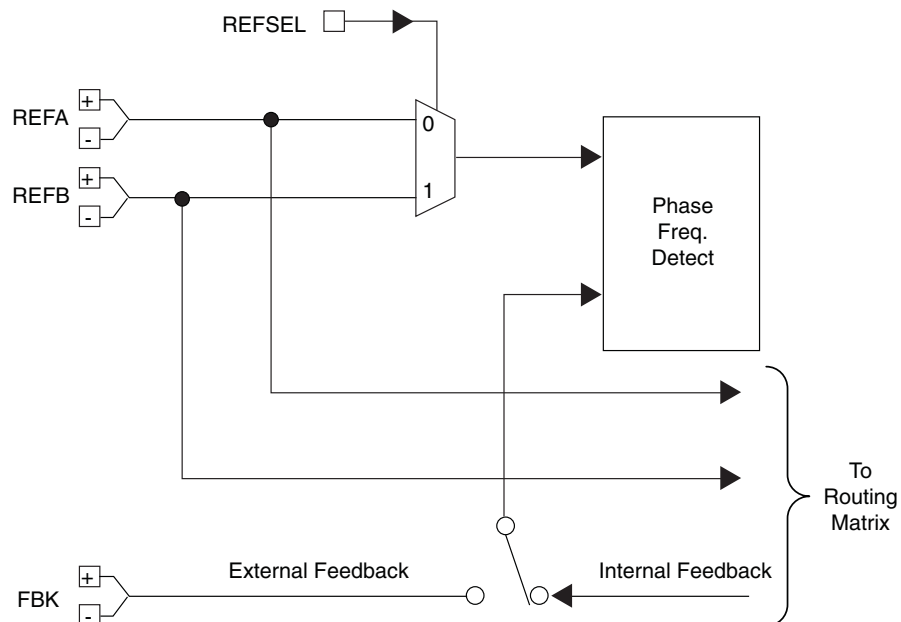 REFSEL
+
REFA
-
0
+
REFB
-
1
Phase
Freq.
Detect
To
Routing
Matrix
External Feedback
Internal Feedback
+
FBK
-